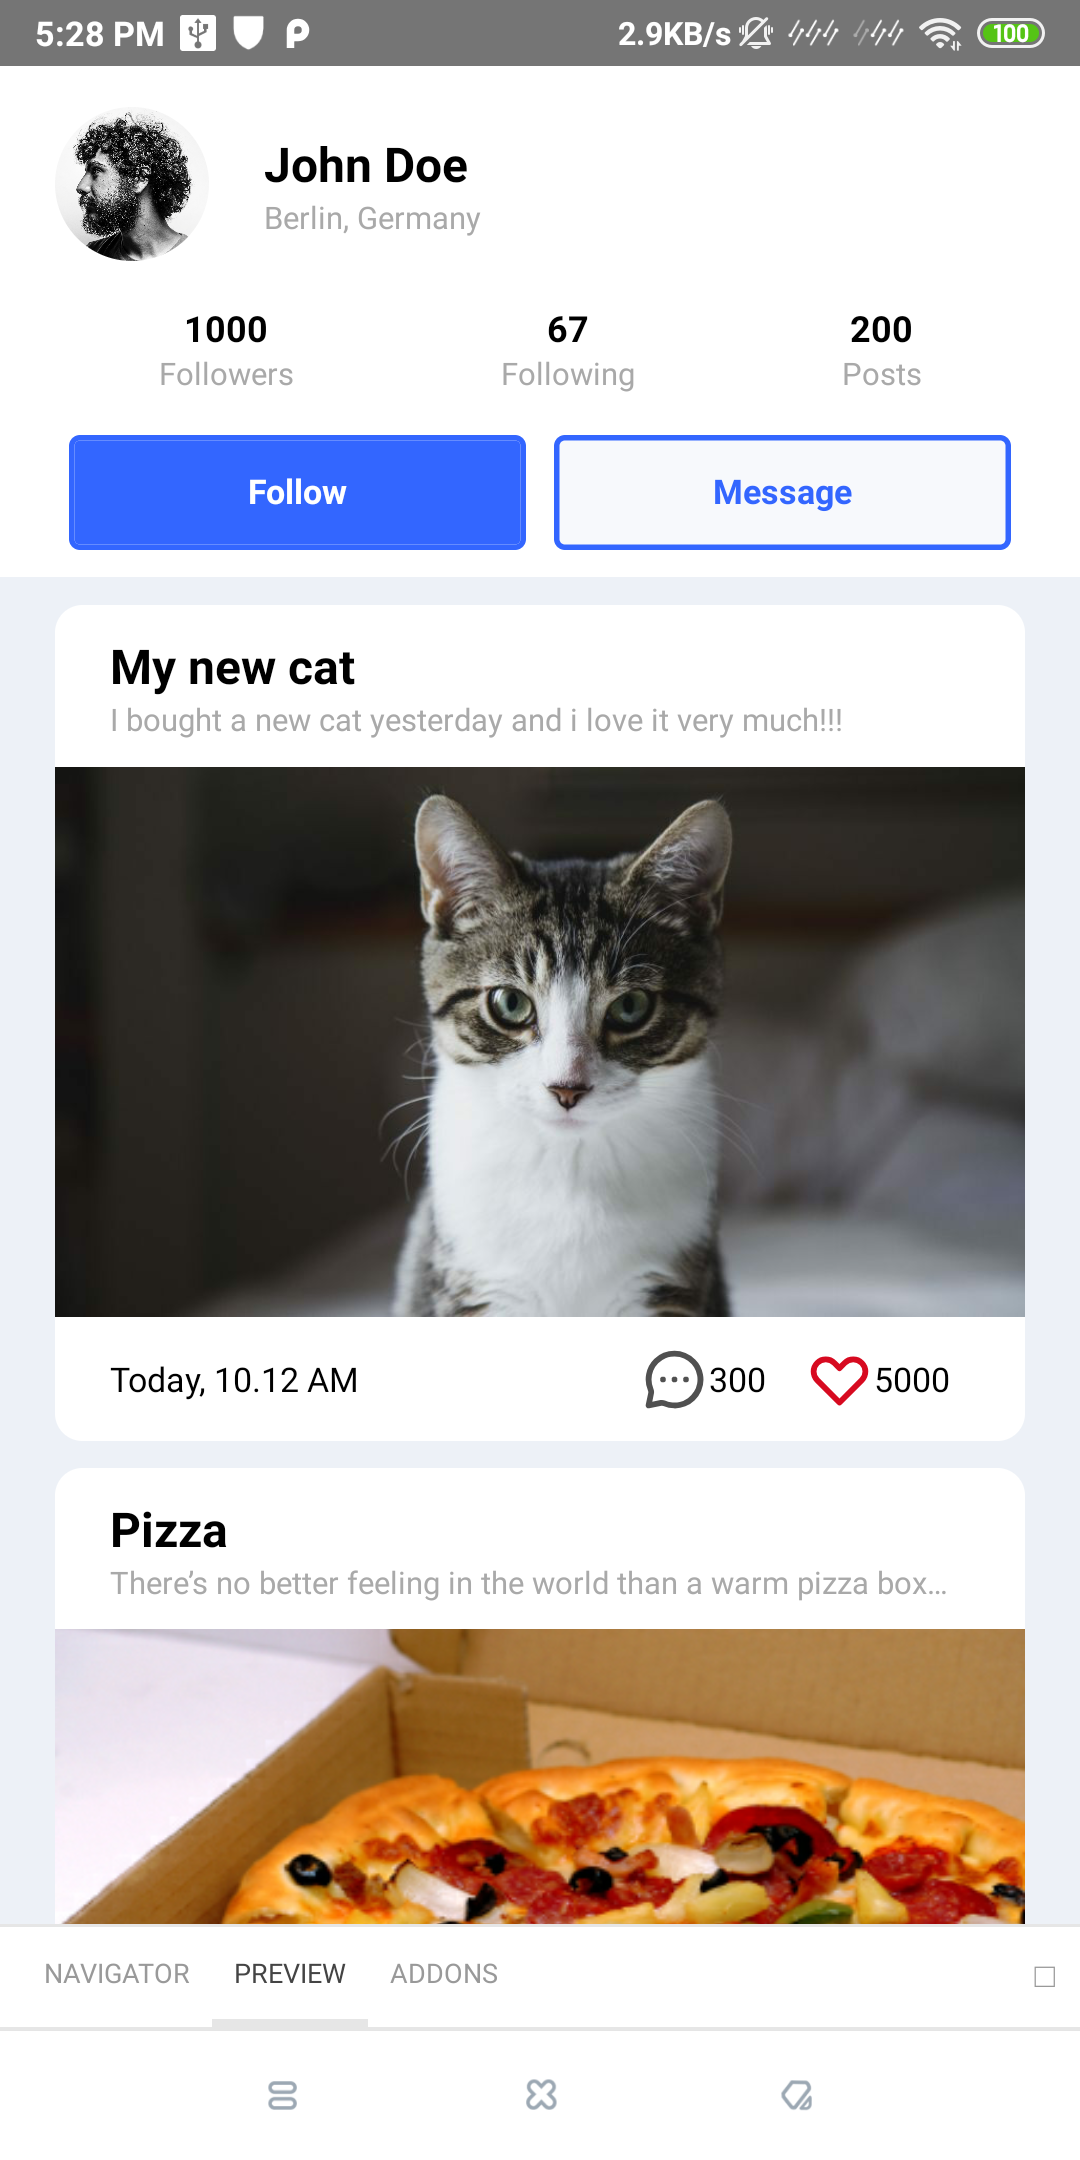 5:28 PM 2.9KB/s 100
John Doe
Berlin, Germany
1000 67 200
Followers Following Posts
Follow Message
My new cat
I bought a new cat yesterday and i love it very much!!!
Today, 10.12 AM 300 5000
Pizza
There’s no better feeling in the world than a warm pizza box…
NAVIGATOR PREVIEW ADDONS